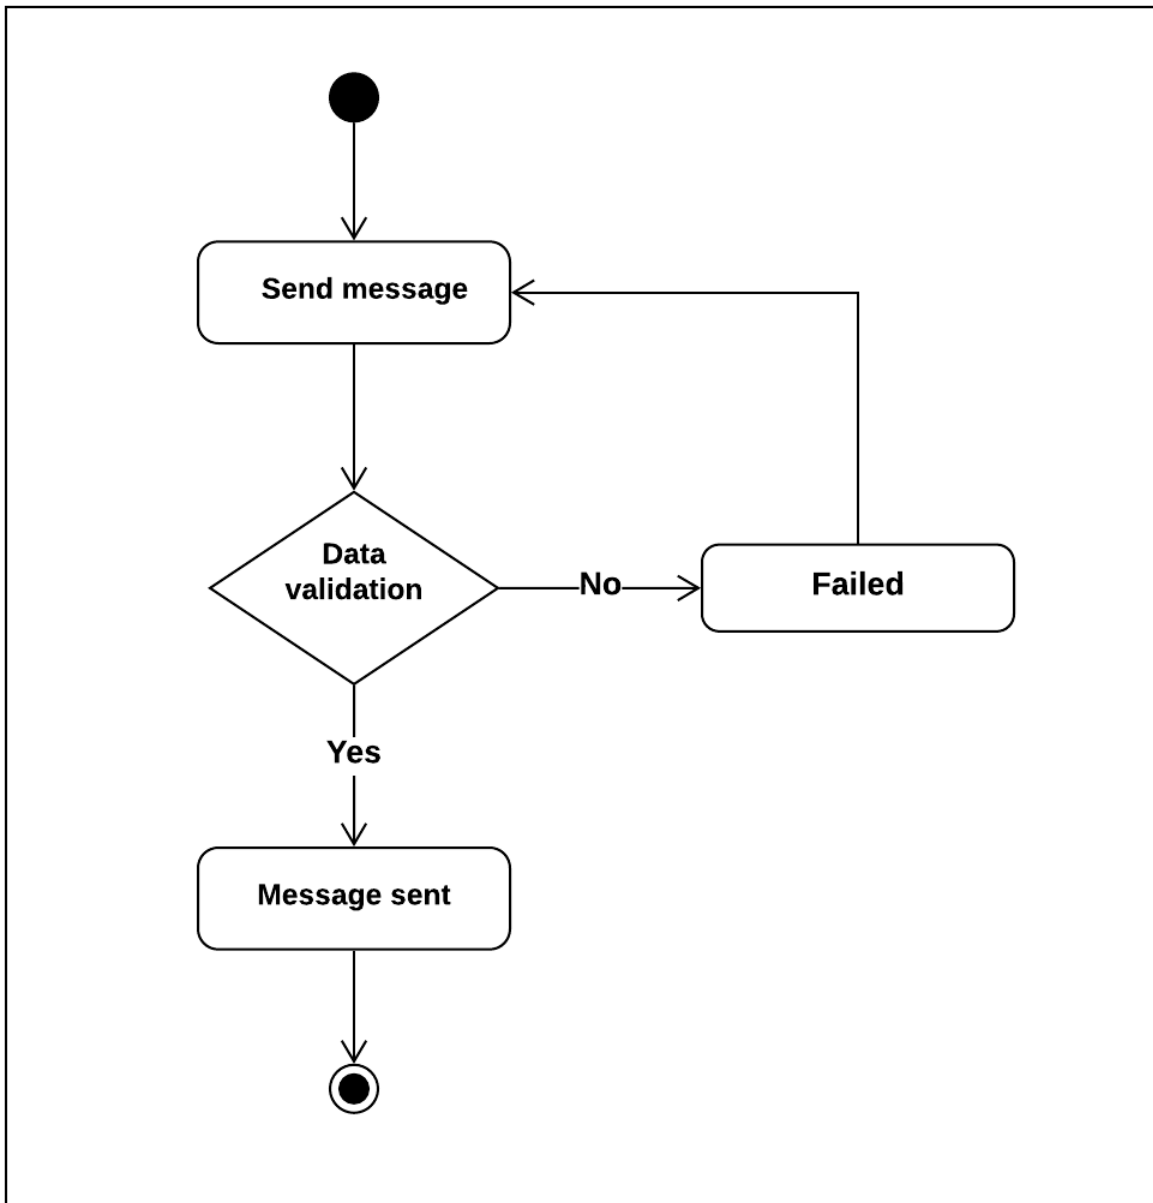 Send message
Data
validation
No
Failed
Yes
Message sent